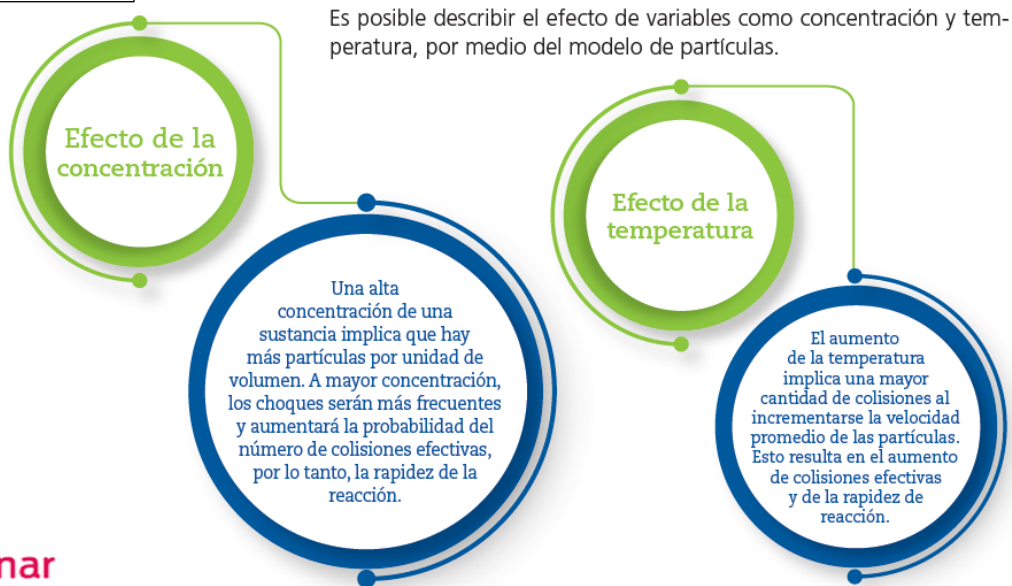 Es posible describir el efecto de variables como concentración y tem-
peratura, por medio del modelo de partículas.
Efecto de la
concentración
Una alta
concentración de una
sustancia implica que hay
más partículas por unidad de
volumen. A mayor concentración,
los choques serán más frecuentes
y aumentará la probabilidad del
número de colisiones efectivas,
por lo tanto, la rapidez de la
reacción.
Efecto de la
temperatura
El aumento
de la temperatura
implica una mayor
cantidad de colisiones al
incrementarse la velocidad
promedio de las partículas.
Esto resulta en el aumento
de colisiones efectivas
y de la rapidez de
reacción.